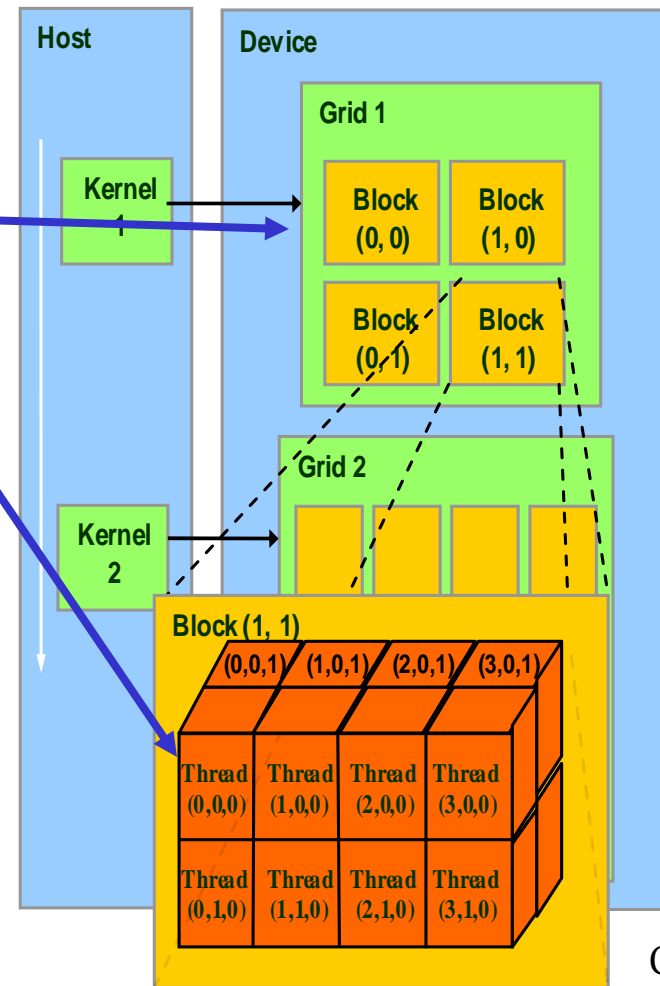 Host
Device
Grid 1
Kernel
1
Block
(0, 0)
Block
(1, 0)
Block
(0, 1)
Block
(1, 1)
Grid 2
Kernel
2
Block (1, 1)
(0,0,1) (1,0,1) (2,0,1) (3,0,1)
Thread
(0,0,0)
Thread
(1,0,0)
Thread
(2,0,0)
Thread
(3,0,0)
Thread
(0,1,0)
Thread
(1,1,0)
Thread
(2,1,0)
Thread
(3,1,0)